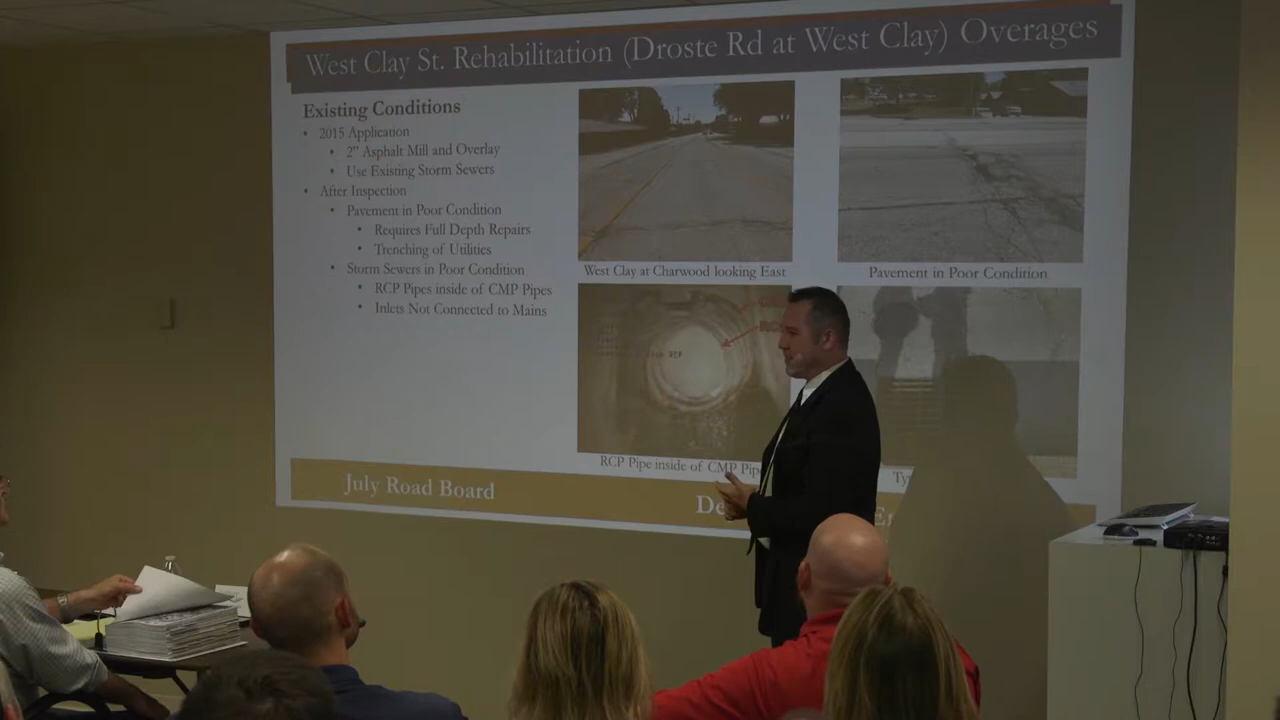 West Clay St. Rehabilitation (Droste Rd at West Clay) Overages
Existing Conditions
• 2015 Application
• 2" Asphalt Mill and Overlay
• Use Existing Storm Sewers
• After Inspection
• Pavement in Poor Condition
• Requires Full Depth Repairs
• Trenching of Utilities
• Storm Sewers in Poor Condition
• RCP Pipes inside of CMP Pipes
• Inlets Not Connected to Mains
West Clay at Charwood looking East
Pavement in Poor Condition
RCP
RCP Pipe inside of CMP
July Road Board